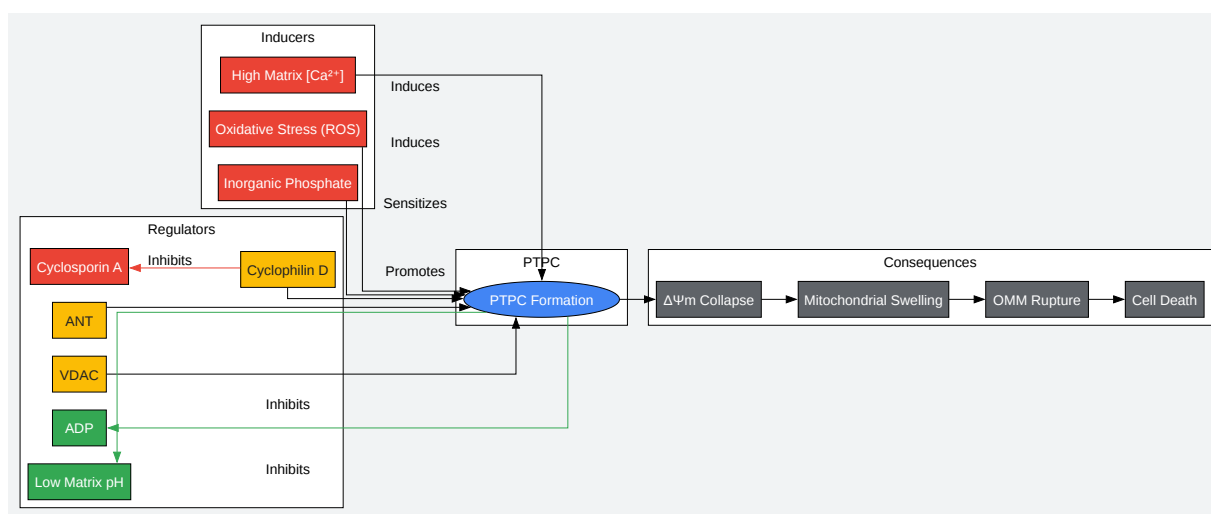 Inducers
High Matrix [Ca²⁺]
Induces
Oxidative Stress (ROS)
Induces
Inorganic Phosphate
Sensitizes
Regulators
Cyclosporin A
Inhibits
Cyclophilin D
Promotes
PTPC
PTPC Formation
Consequences
ΔΨm Collapse
Mitochondrial Swelling
OMM Rupture
Cell Death
ANT
VDAC
Inhibits
ADP
Inhibits
Low Matrix pH